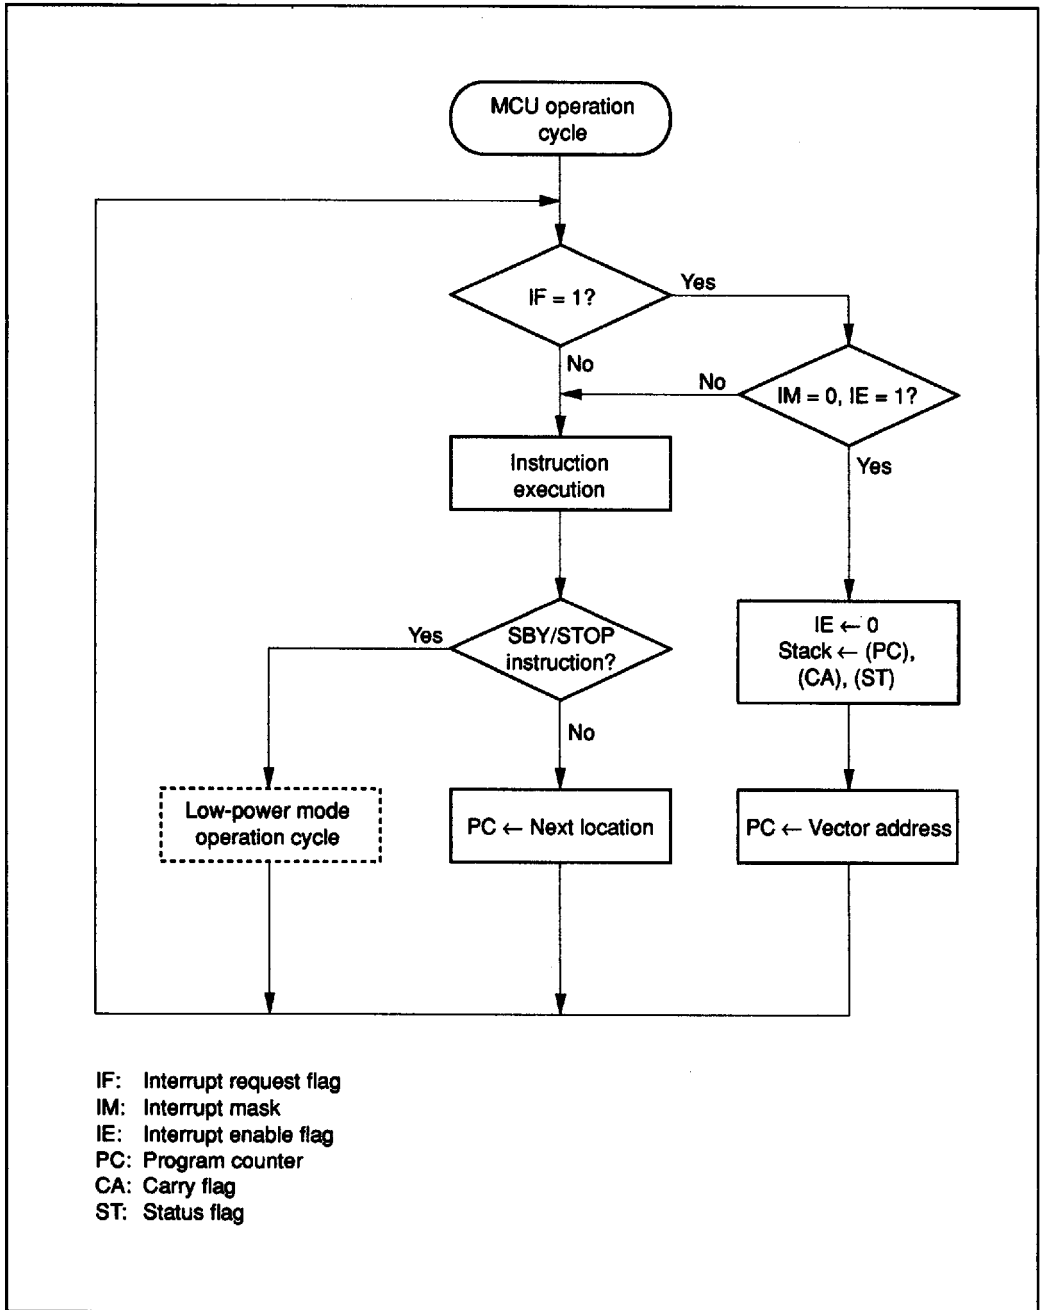 MCU operation
cycle
IF = 1?
Yes
No
No
IM = 0, IE = 1?
Yes
Instruction
execution
Yes
SBY/STOP
instruction?
No
IE ← 0
Stack ← (PC),
(CA), (ST)
Low-power mode
operation cycle
PC ← Next location
PC ← Vector address
IF: Interrupt request flag
IM: Interrupt mask
IE: Interrupt enable flag
PC: Program counter
CA: Carry flag
ST: Status flag